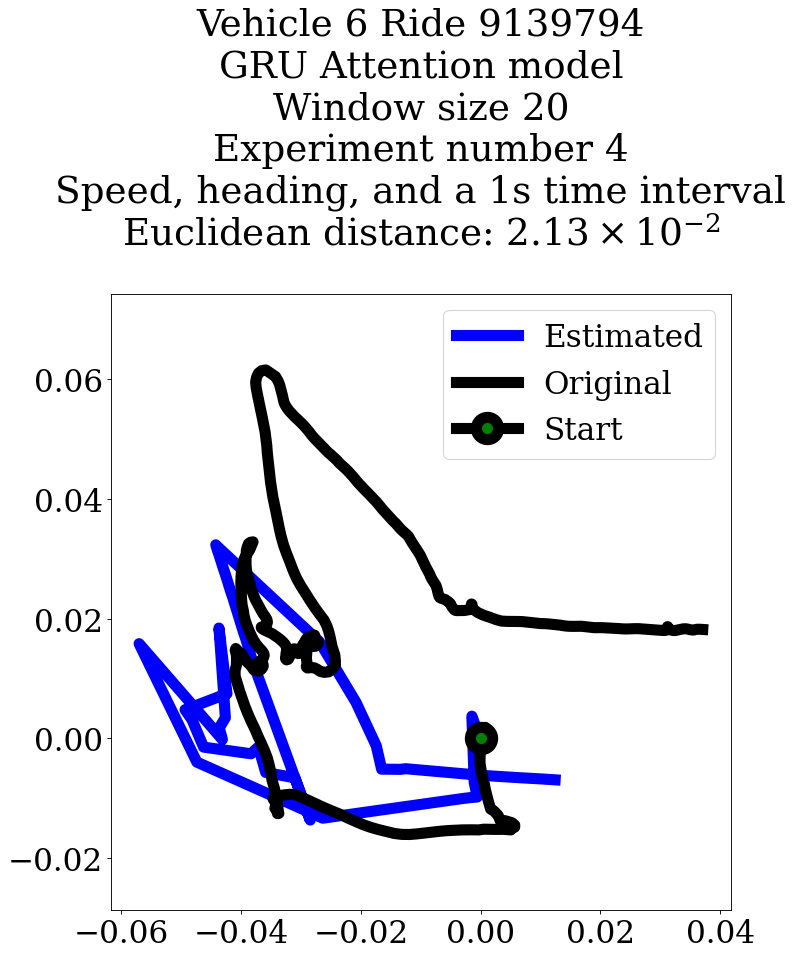 Vehicle 6 Ride 9139794
GRU Attention model
Window size 20
Experiment number 4
Speed, heading, and a 1s time interval
Euclidean distance: 2.13 × 10⁻²
Estimated
Original
Start
0.06
0.04
0.02
0.00
−0.02
−0.06 −0.04 −0.02 0.00 0.02 0.04